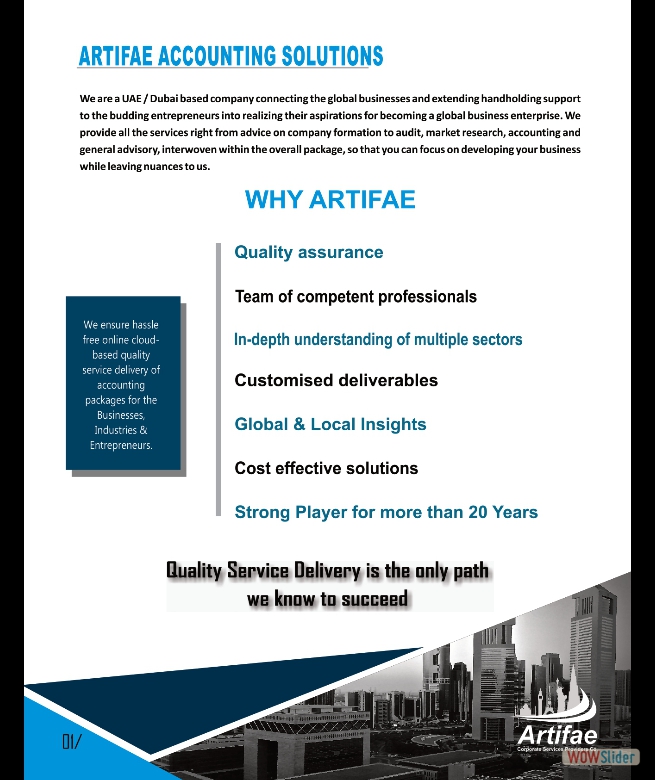 ARTIFAE ACCOUNTING SOLUTIONS
We are a UAE / Dubai based company connecting the global businesses and extending handholding support
to the budding entrepreneurs into realizing their aspirations for becoming a global business enterprise. We
provide all the services right from advice on company formation to audit, market research, accounting and
general advisory, interwoven within the overall package, so that you can focus on developing your business
while leaving nuances to us.
WHY ARTIFAE
We ensure hassle
free online cloud-
based quality
service delivery of
accounting
packages for the
Businesses,
Industries &
Entrepreneurs.
Quality assurance
Team of competent professionals
In-depth understanding of multiple sectors
Customised deliverables
Global & Local Insights
Cost effective solutions
Strong Player for more than 20 Years
Quality Service Delivery is the only path
we know to succeed
01/
Artifae
Corporate Services Providers Co
WOWSlider